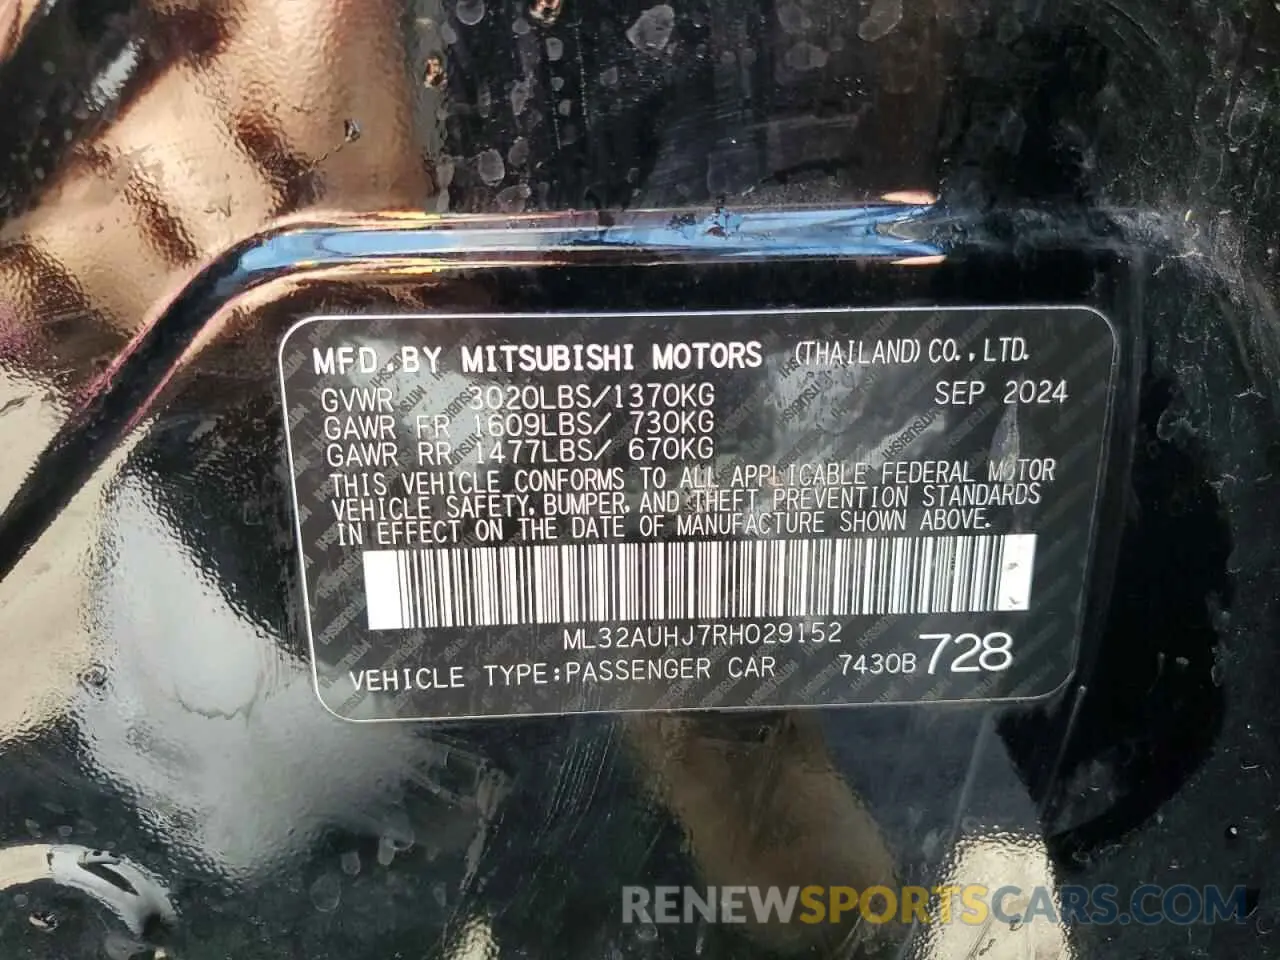 MFD. BY MITSUBISHI MOTORS (THAILAND) CO., LTD.
GVWR 3020LBS/1370KG SEP 2024
GAWR FR 1609LBS/ 730KG
GAWR RR 1477LBS/ 670KG
THIS VEHICLE CONFORMS TO ALL APPLICABLE FEDERAL MOTOR
VEHICLE SAFETY, BUMPER, AND THEFT PREVENTION STANDARDS
IN EFFECT ON THE DATE OF MANUFACTURE SHOWN ABOVE.
ML32AUHJ7RH029152
VEHICLE TYPE:PASSENGER CAR 7430B 728
RENEWSPORTSCARS.COM